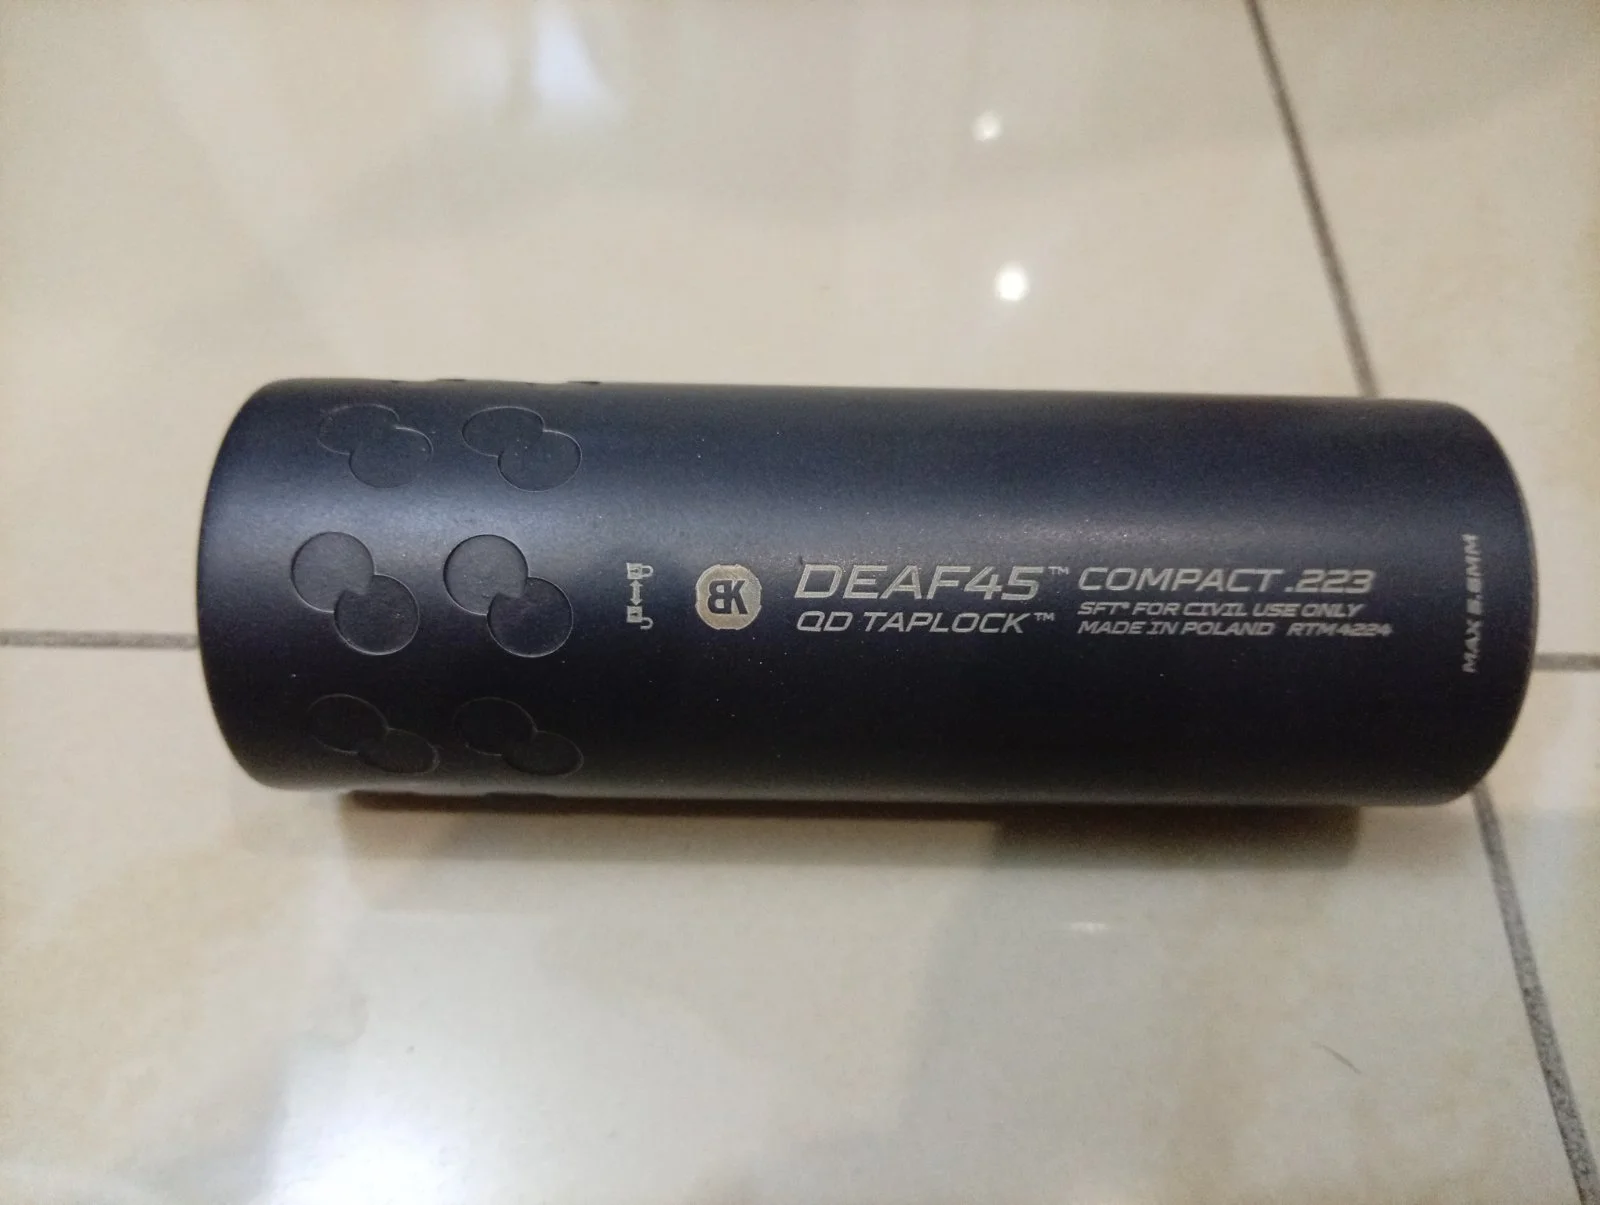 BK
DEAF45™
QD TAPLOCK™
COMPACT .223
SFT® FOR CIVIL USE ONLY
MADE IN POLAND RTM4224
MAX 5.6MM